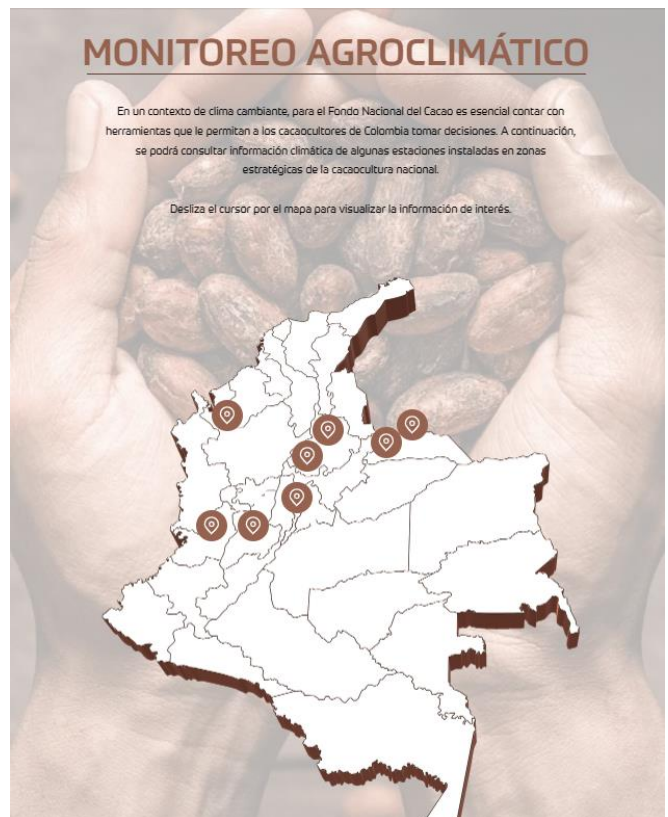 MONITOREO AGROCLIMÁTICO
En un contexto de clima cambiante, para el Fondo Nacional del Cacao es esencial contar con
herramientas que le permitan a los cacaocultores de Colombia tomar decisiones. A continuación,
se podrá consultar información climática de algunas estaciones instaladas en zonas
estratégicas de la cacaocultura nacional.
Desliza el cursor por el mapa para visualizar la información de interés.